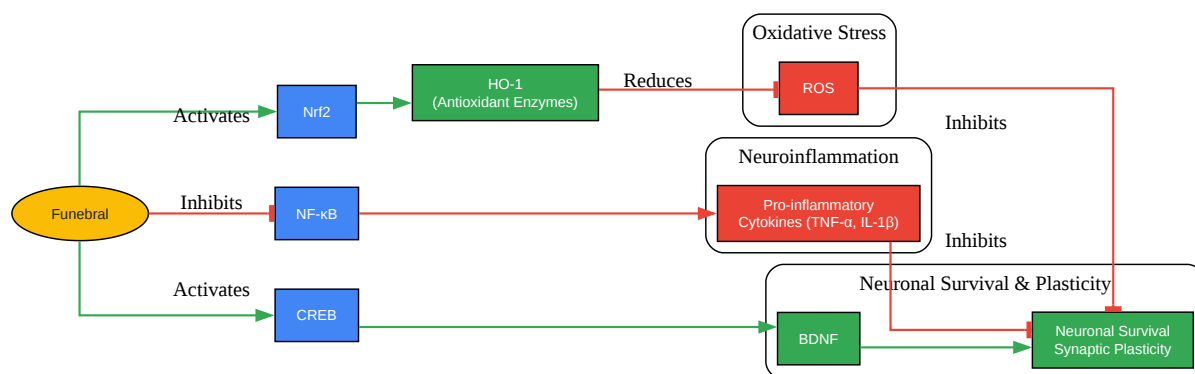 Oxidative Stress
Activates
Nrf2
HO-1
(Antioxidant Enzymes)
Reduces
ROS
Inhibits
Neuroinflammation
Funebral
Inhibits
NF-κB
Pro-inflammatory
Cytokines (TNF-α, IL-1β)
Inhibits
Activates
CREB
Neuronal Survival & Plasticity
BDNF
Neuronal Survival
Synaptic Plasticity